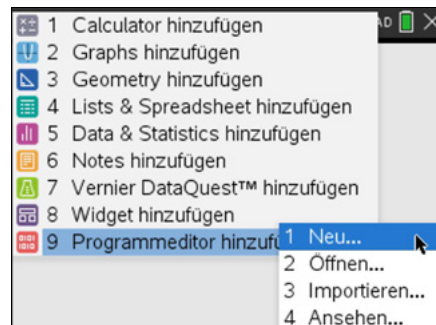 1 Calculator hinzufügen
AD
2 Graphs hinzufügen
3 Geometry hinzufügen
4 Lists & Spreadsheet hinzufügen
5 Data & Statistics hinzufügen
6 Notes hinzufügen
7 Vernier DataQuest™ hinzufügen
8 Widget hinzufügen
9 Programmeditor hinzufü
1 Neu...
2 Öffnen...
3 Importieren...
4 Ansehen...